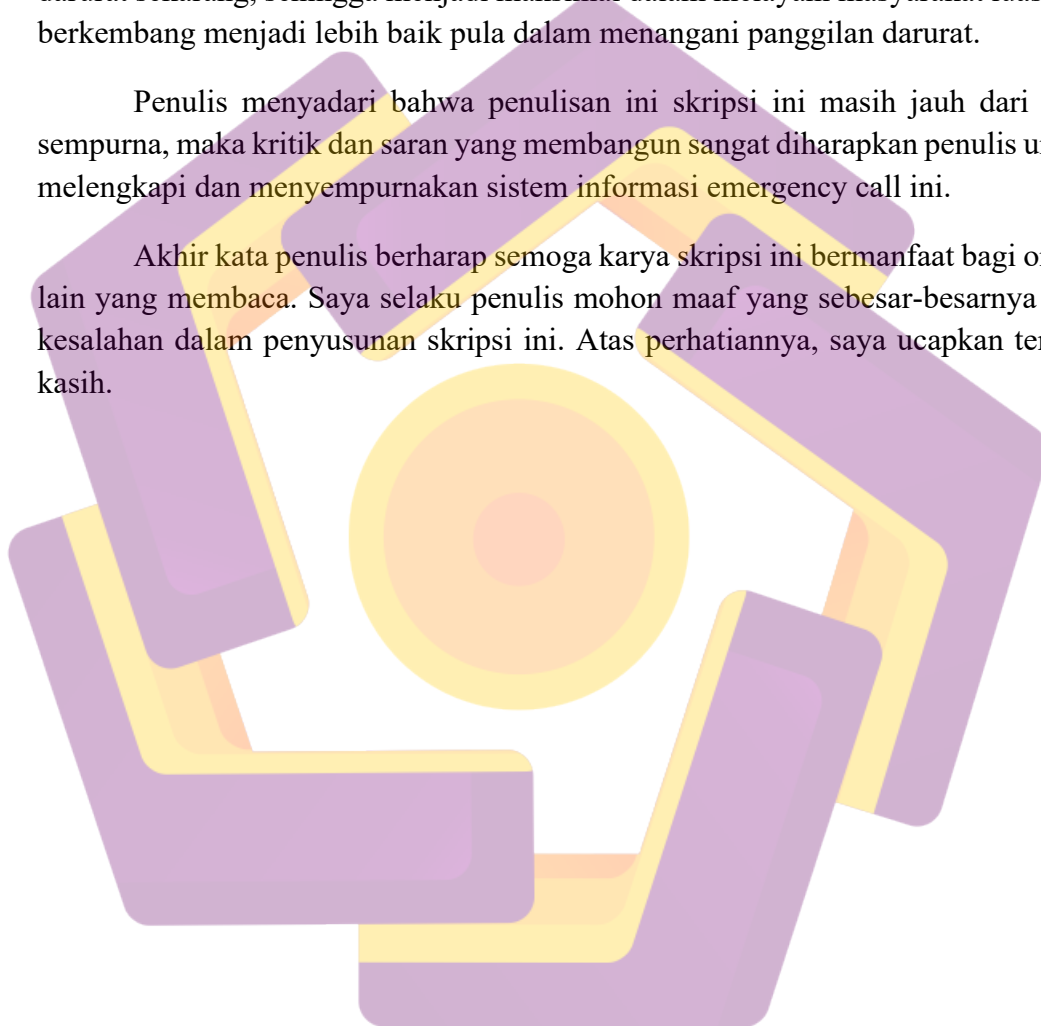 berkembang menjadi lebih baik pula dalam menangani panggilan darurat.
Penulis menyadari bahwa penulisan ini skripsi ini masih jauh dari
sempurna, maka kritik dan saran yang membangun sangat diharapkan penulis
melengkapi dan menyempurnakan sistem informasi emergency call ini.
Akhir kata penulis berharap semoga karya skripsi ini bermanfaat bagi
lain yang membaca. Saya selaku penulis mohon maaf yang sebesar-besarnya
kesalahan dalam penyusunan skripsi ini. Atas perhatiannya, saya ucapkan
kasih.